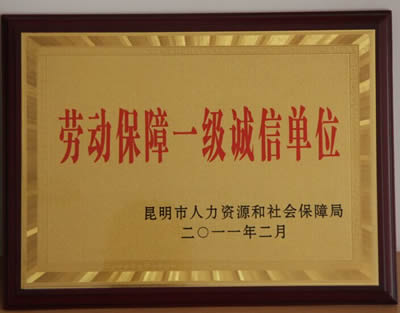 劳动保障一级诚信单位
昆明市人力资源和社会保障局
二〇一一年二月